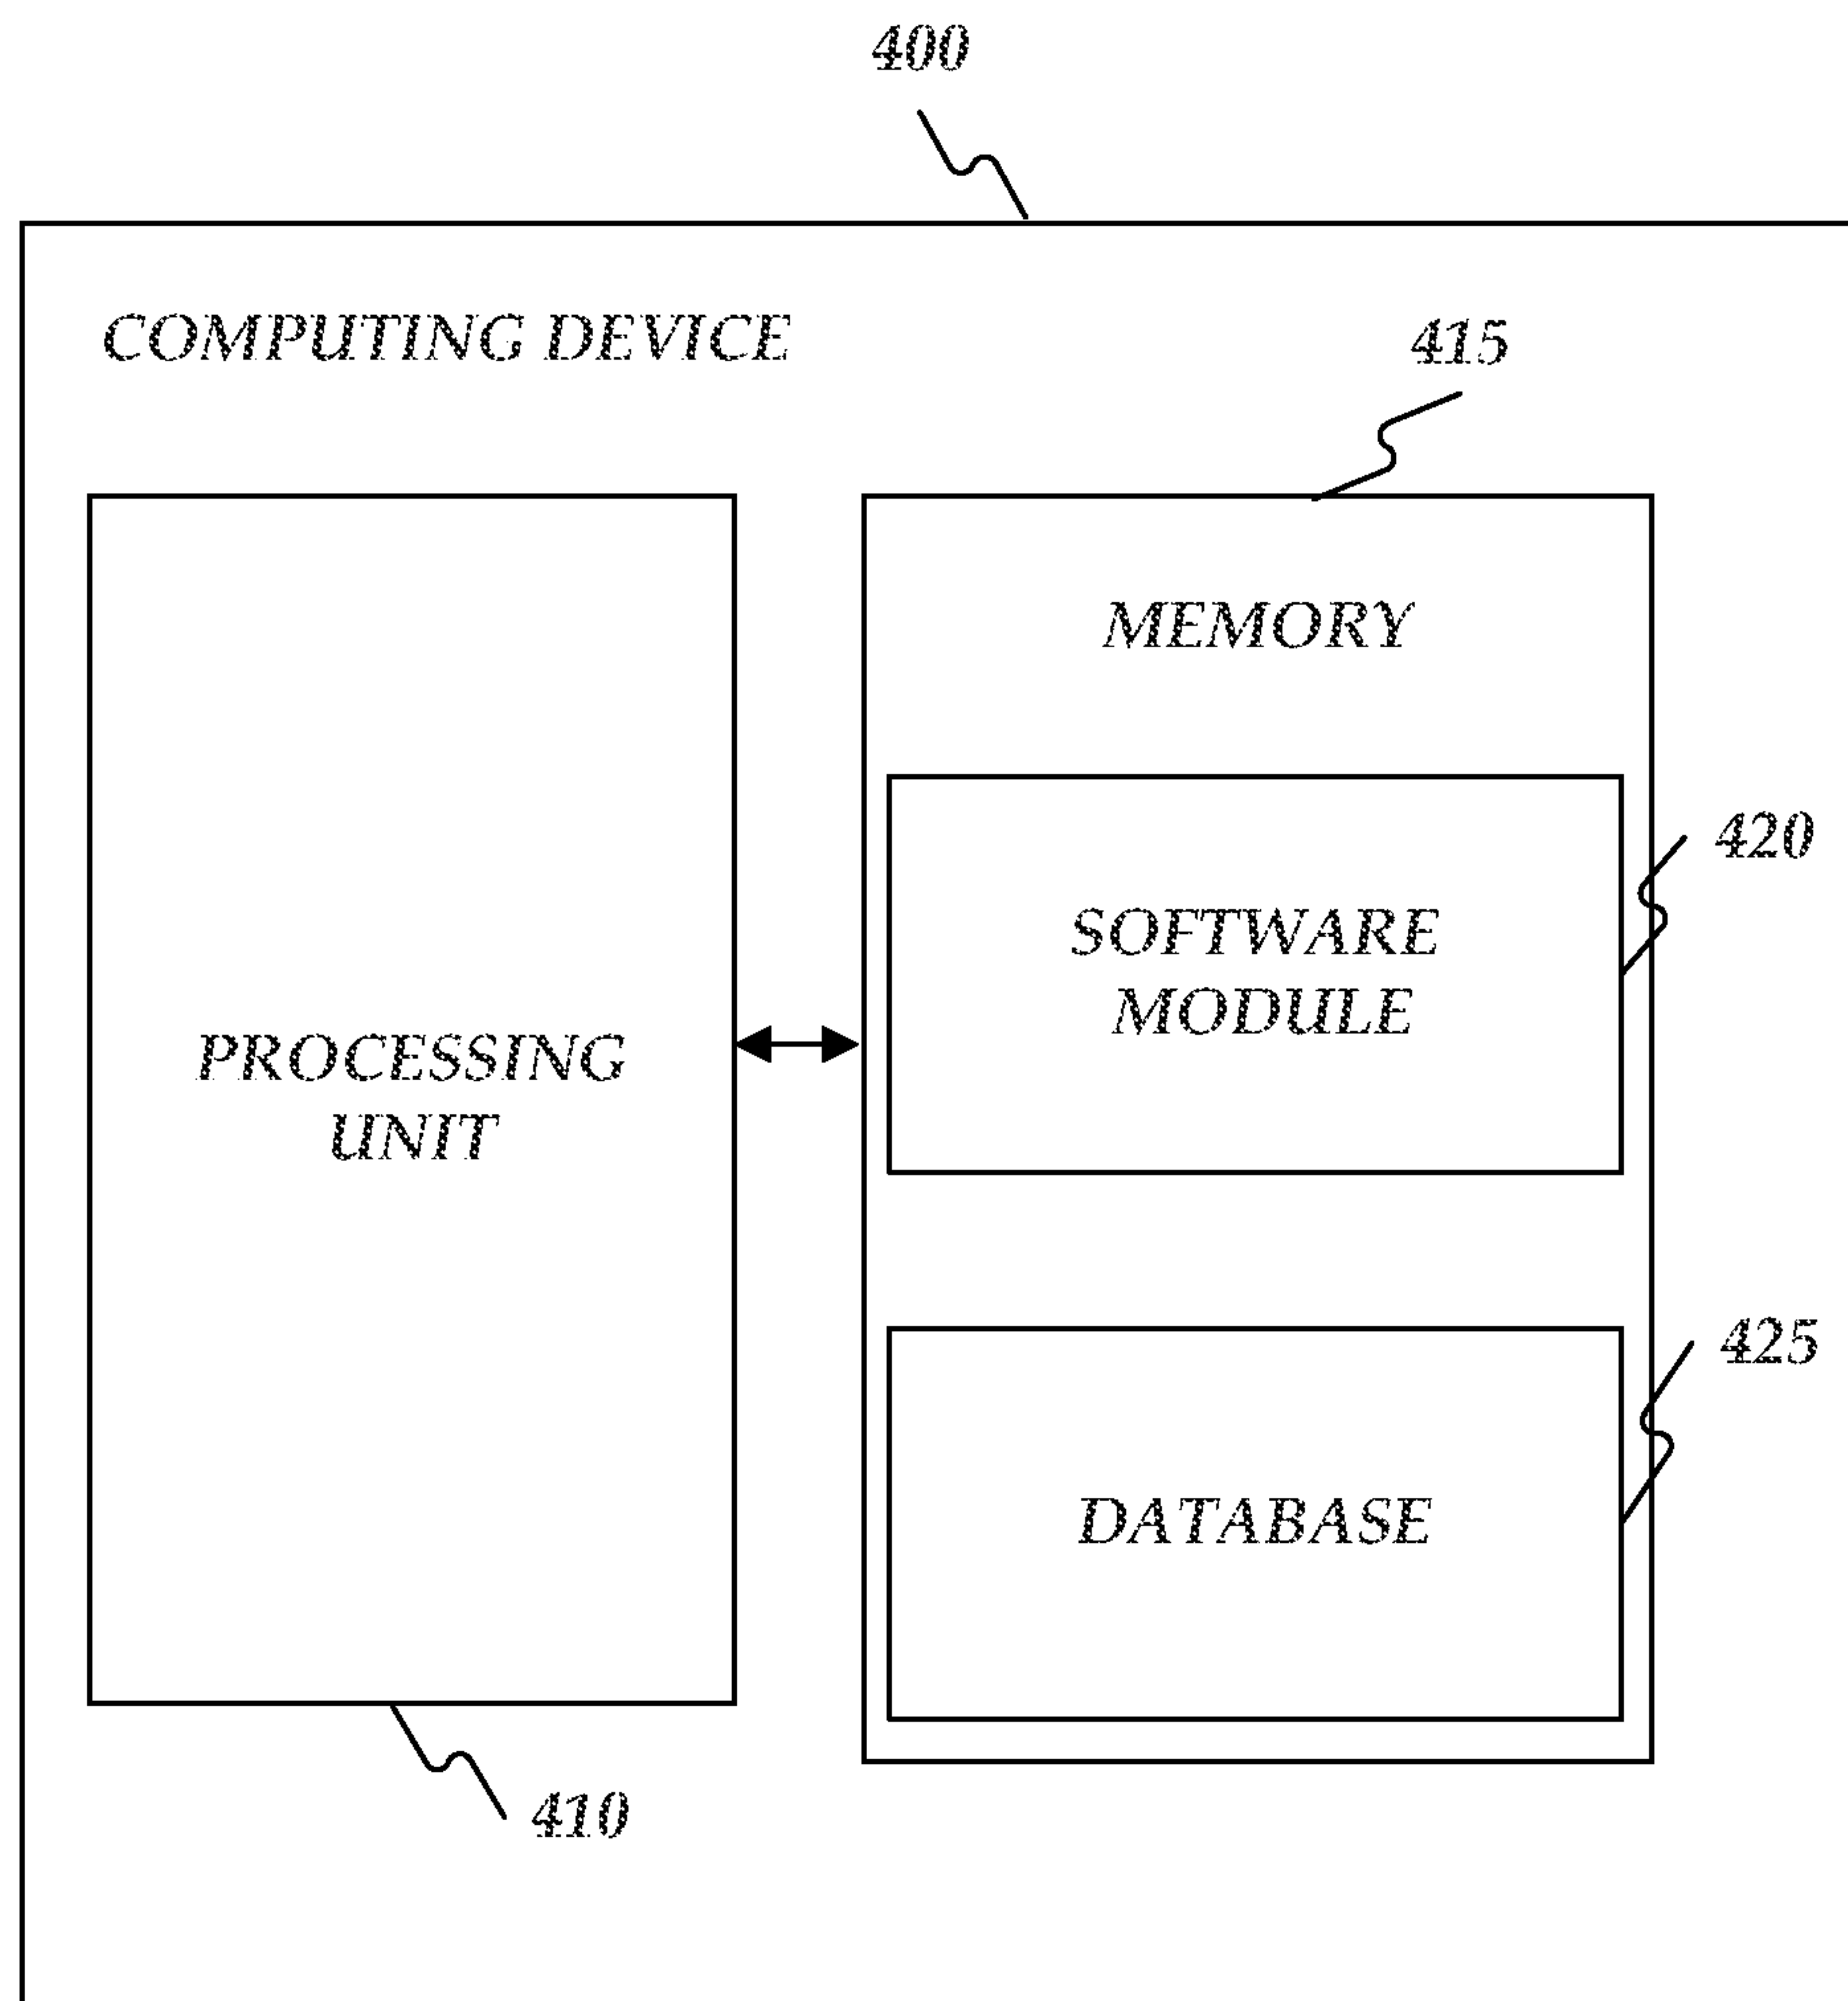 400
COMPUTING DEVICE
415
MEMORY
420
SOFTWARE
MODULE
PROCESSING
UNIT
425
DATABASE
410